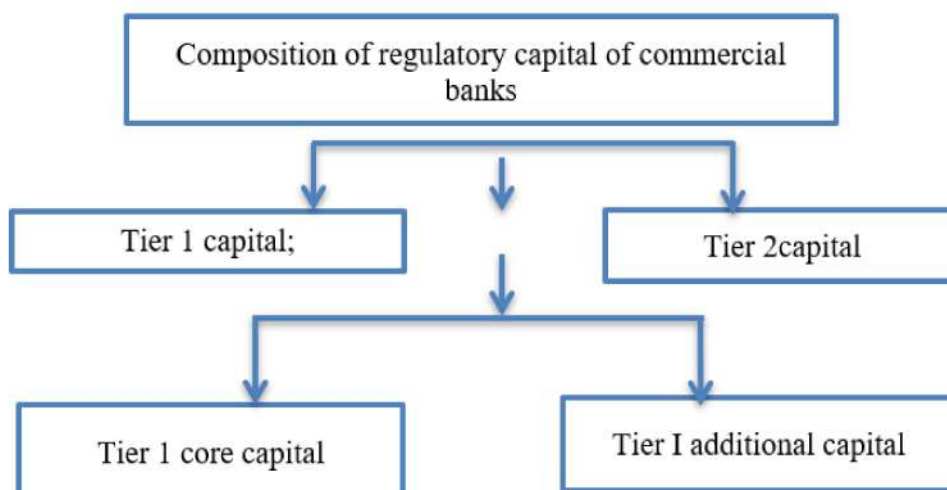 Composition of regulatory capital of commercial
banks
Tier 1 capital;
Tier 2capital
Tier 1 core capital
Tier I additional capital